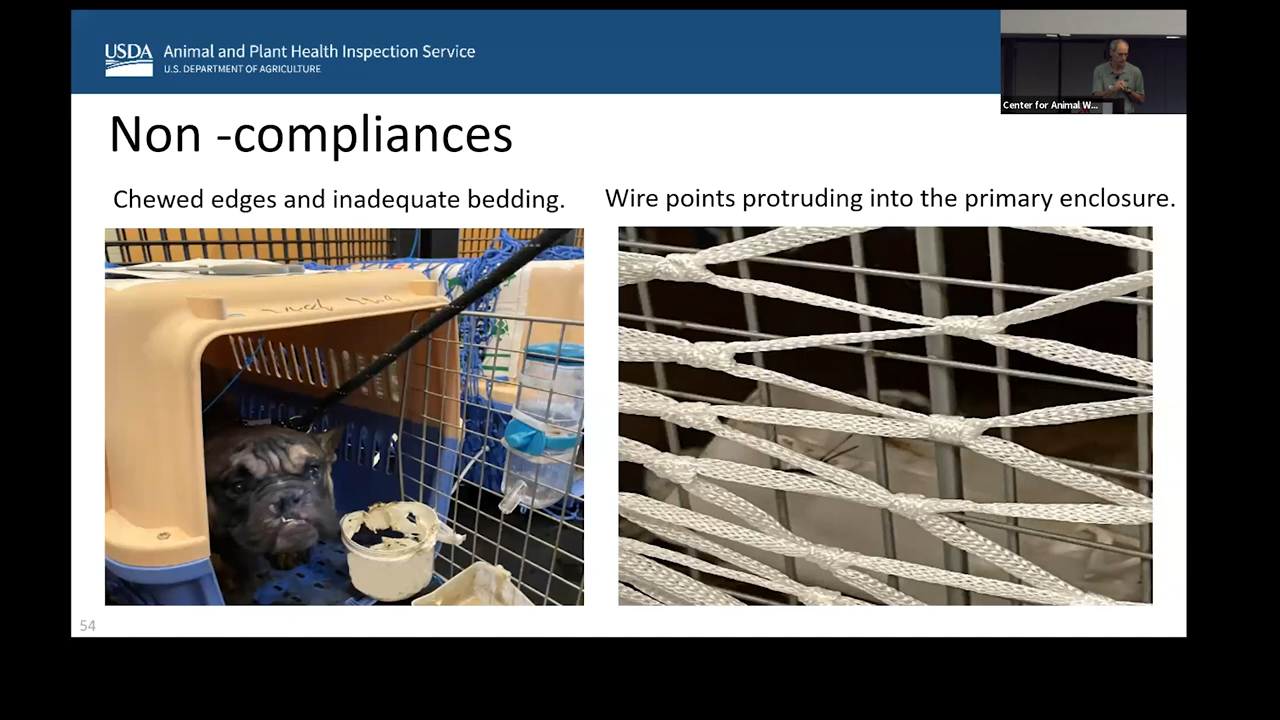 USDA Animal and Plant Health Inspection Service
U.S. DEPARTMENT OF AGRICULTURE
Center for Animal W...
Non -compliances
Chewed edges and inadequate bedding.
Wire points protruding into the primary enclosure.
54